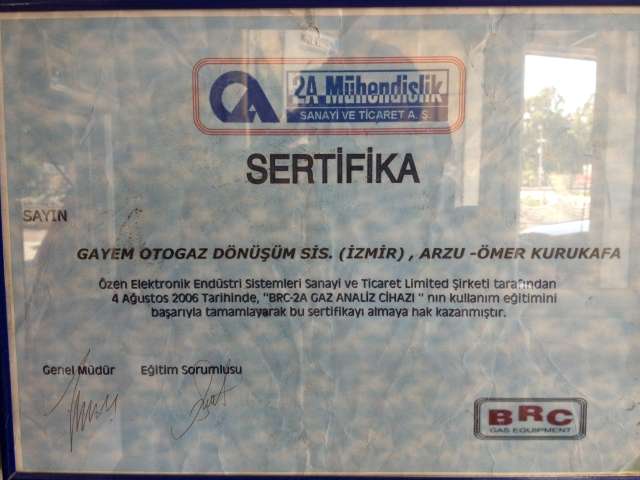 2A Mühendislik
SANAYİ VE TİCARET A. Ş.
SERTİFİKA
SAYIN
GAYEM OTOGAZ DÖNÜŞÜM SİS. (İZMİR) , ARZU -ÖMER KURUKAFA
Özen Elektronik Endüstri Sistemleri Sanayi ve Ticaret Limited Şirketi tarafından
4 Ağustos 2006 Tarihinde, "BRC-2A GAZ ANALİZ CİHAZI " nın kullanım eğitimini
başarıyla tamamlayarak bu sertifikayı almaya hak kazanmıştır.
Genel Müdür Eğitim Sorumlusu
BRC
GAS EQUIPMENT